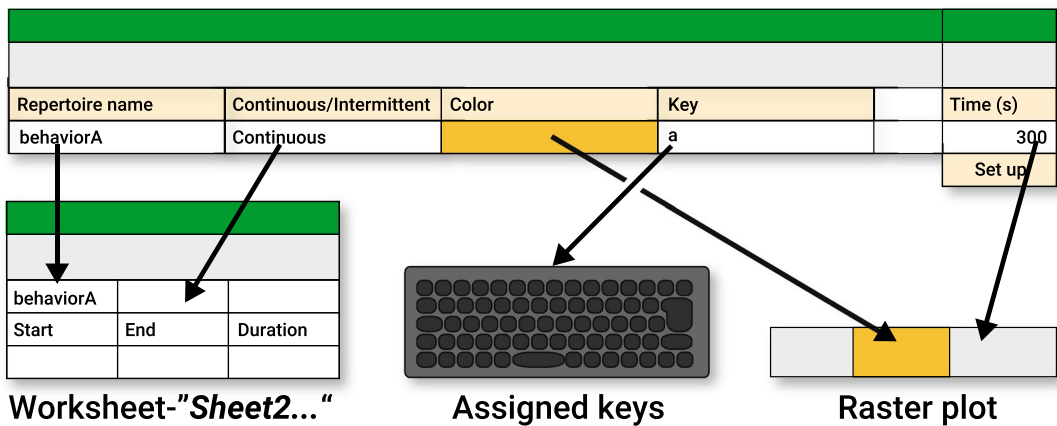 Repertoire name Continuous/Intermittent Color Key Time (s)
behaviorA Continuous a 300
Set up
behaviorA
Start End Duration
Worksheet-”Sheet2...“ Assigned keys Raster plot